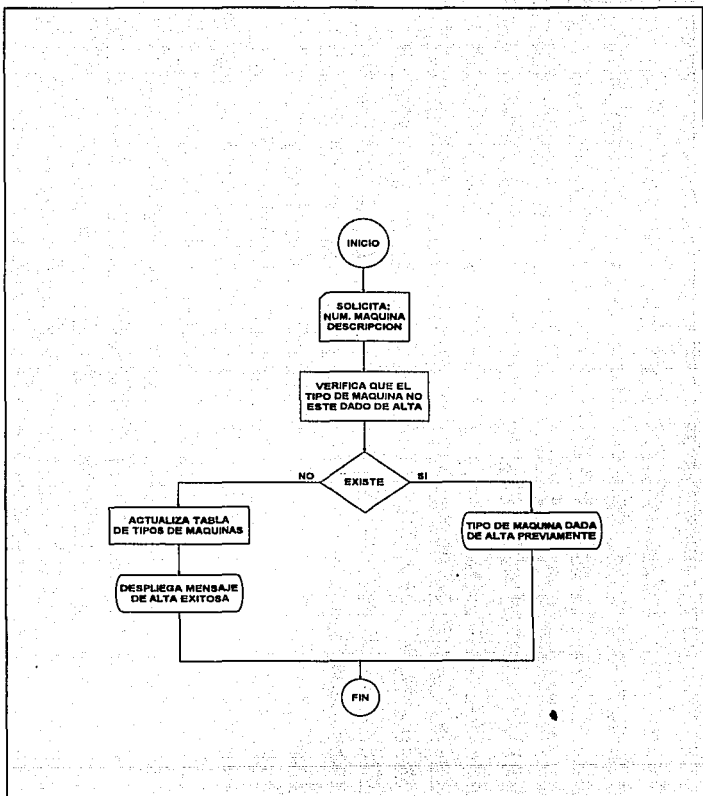 INICIO
SOLICITA:
NUM. MAQUINA
DESCRIPCION
VERIFICA QUE EL
TIPO DE MAQUINA NO
ESTE DADO DE ALTA
NO
EXISTE
SI
ACTUALIZA TABLA
DE TIPOS DE MAQUINAS
TIPO DE MAQUINA DADA
DE ALTA PREVIAMENTE
DESPLIEGA MENSAJE
DE ALTA EXITOSA
FIN